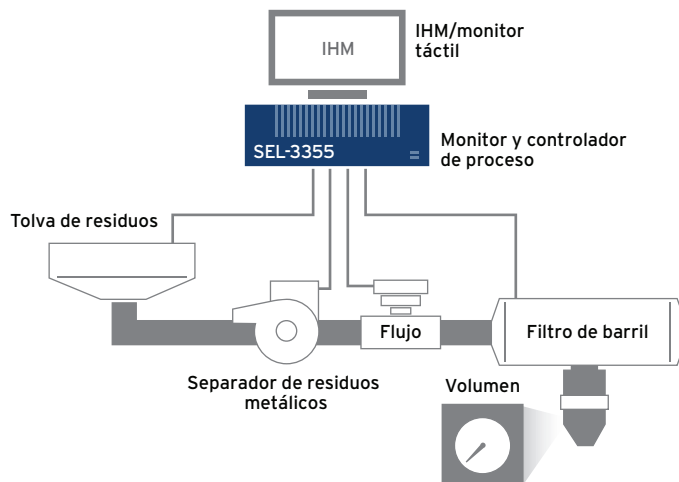 IHM
IHM/monitor
táctil
SEL-3355
Monitor y controlador
de proceso
Tolva de residuos
Flujo
Filtro de barril
Separador de residuos
metálicos
Volumen